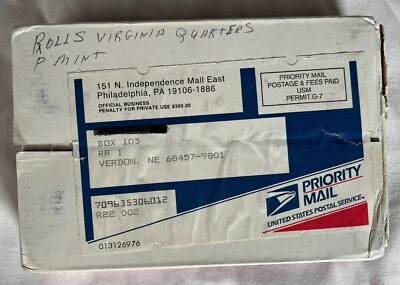 ROLLS VIRGINIA QUARTERS
P MINT
151 N. Independence Mall East
Philadelphia, PA 19106-1886
OFFICIAL BUSINESS
PENALTY FOR PRIVATE USE $300.00
PRIORITY MAIL
POSTAGE & FEES PAID
USM
PERMIT G-7
BOX 105
RR 1
VERDON, NE 68457-9801
709635306012
R22 002
013126976
PRIORITY
MAIL
UNITED STATES POSTAL SERVICE